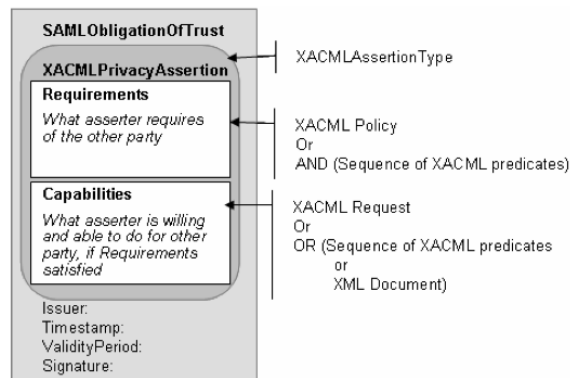 SAMLObligationOfTrust
XACMLPrivacyAssertion
Requirements
What asserter requires
of the other party
Capabilities
What asserter is willing
and able to do for other
party, if Requirements
satisfied
Issuer:
Timestamp:
ValidityPeriod:
Signature:
XACMLAssertionType
XACML Policy
Or
AND (Sequence of XACML predicates)
XACML Request
Or
OR (Sequence of XACML predicates
or
XML Document)